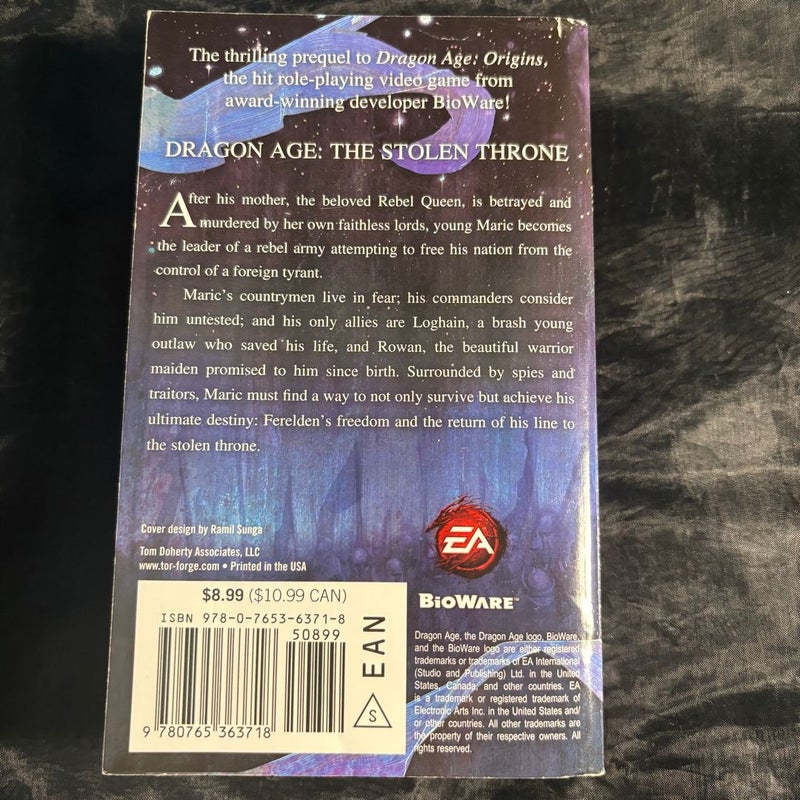 The thrilling prequel to Dragon Age: Origins,
the hit role-playing video game from
award-winning developer BioWare!
DRAGON AGE: THE STOLEN THRONE
After his mother, the beloved Rebel Queen, is betrayed and
murdered by her own faithless lords, young Maric becomes
the leader of a rebel army attempting to free his nation from the
control of a foreign tyrant.
Maric's countrymen live in fear; his commanders consider
him untested; and his only allies are Loghain, a brash young
outlaw who saved his life, and Rowan, the beautiful warrior
maiden promised to him since birth. Surrounded by spies and
traitors, Maric must find a way to not only survive but achieve his
ultimate destiny: Ferelden's freedom and the return of his line to
the stolen throne.
Cover design by Ramil Sunga
Tom Doherty Associates, LLC
www.tor-forge.com • Printed in the USA
$8.99 ($10.99 CAN)
ISBN 978-0-7653-6371-8
50899
EAN
S
9 780765 363718
EA
BIOWARE™
Dragon Age, the Dragon Age logo, BioWare,
and the BioWare logo are either registered
trademarks or trademarks of EA International
(Studio and Publishing) Ltd. in the United
States, Canada, and other countries. EA
is a trademark or registered trademark of
Electronic Arts Inc. in the United States and/
or other countries. All other trademarks are
the property of their respective owners. All
rights reserved.